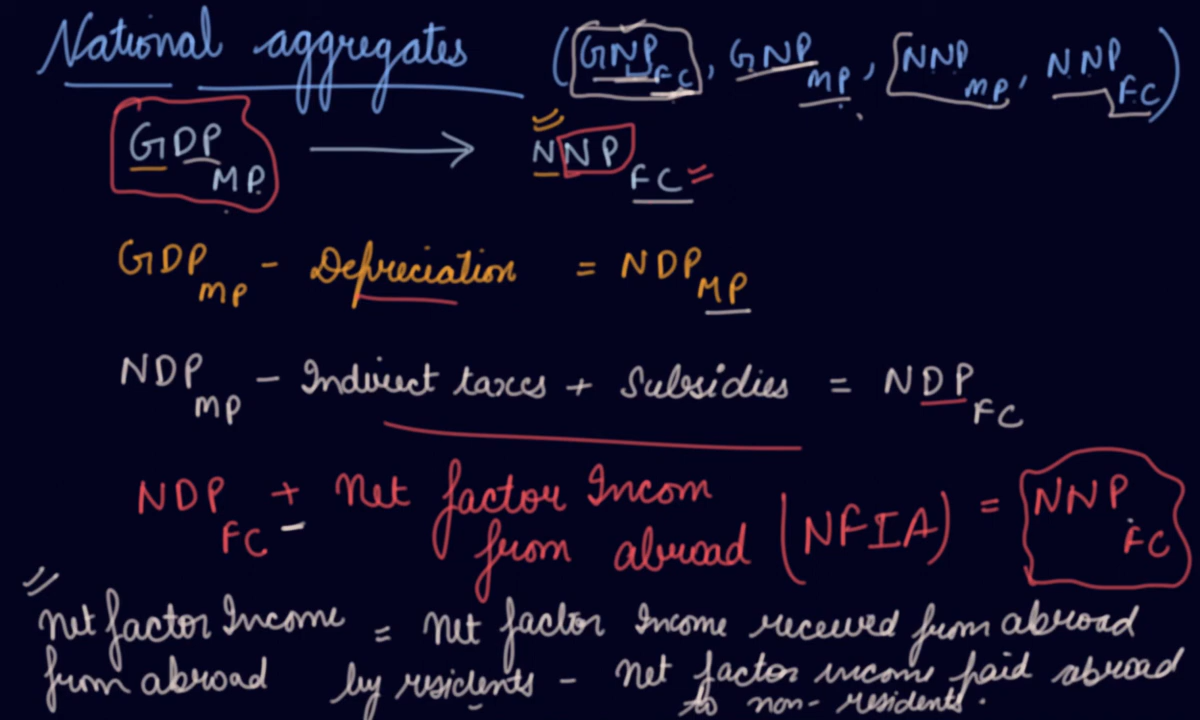 National aggregates (GNP FC, GNP MP, NNP MP, NNP FC)
GDP MP → NNP FC
GDP MP - Depreciation = NDP MP
NDP MP - Indirect taxes + Subsidies = NDP FC
NDP FC + Net factor Incom
from abroad (NFIA) = NNP FC
Net factor Income = Net factor Income received from abroad
from abroad by residents - Net factor income paid abroad
to non-residents.